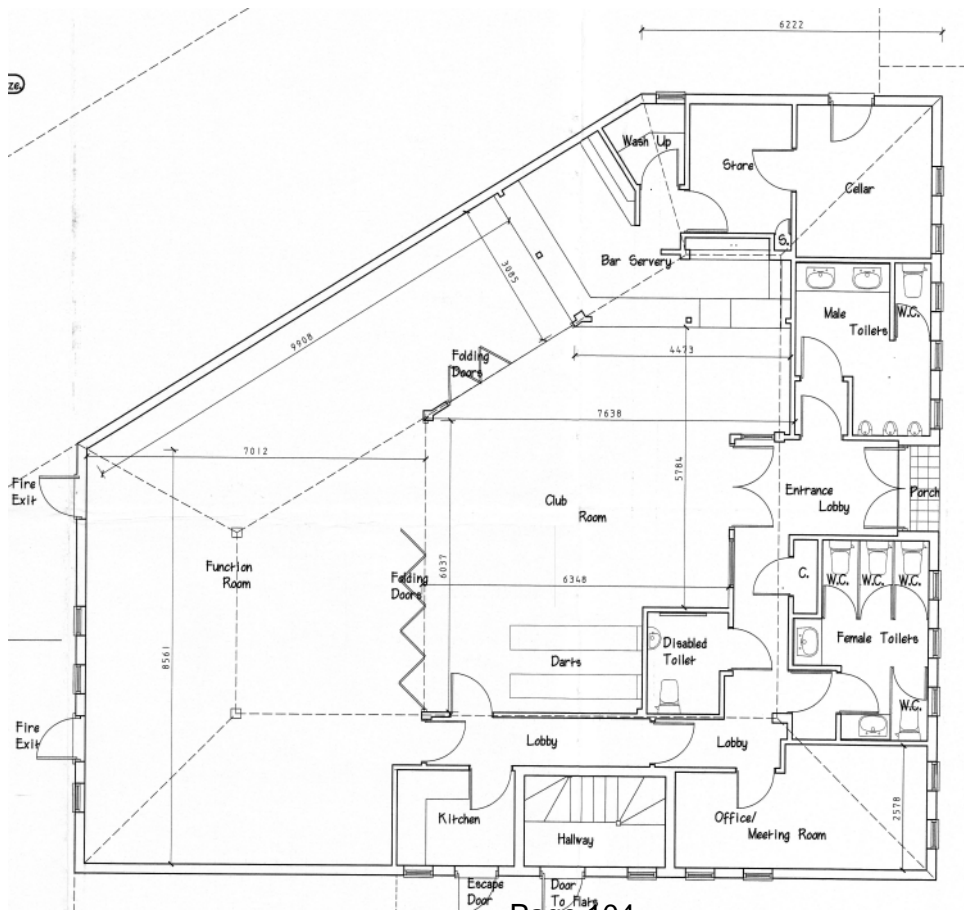 6222
ze,
Wash Up
Store
Cellar
S.
Bar Servery
3085
9908
Male
Toilets
W.C.
4473
Folding
Doors
7638
7012
5784
Fire
Exit
Entrance
Lobby
Porch
Club
Room
Function
Room
6037
Folding
Doors
6348
C.
W.C.
W.C.
W.C.
8561
Darts
Disabled
Toilet
Female Toilets
W.C.
Fire
Exit
Lobby
Lobby
2578
Kitchen
Hallway
Office/
Meeting Room
Escape
Door
Door
To Flats